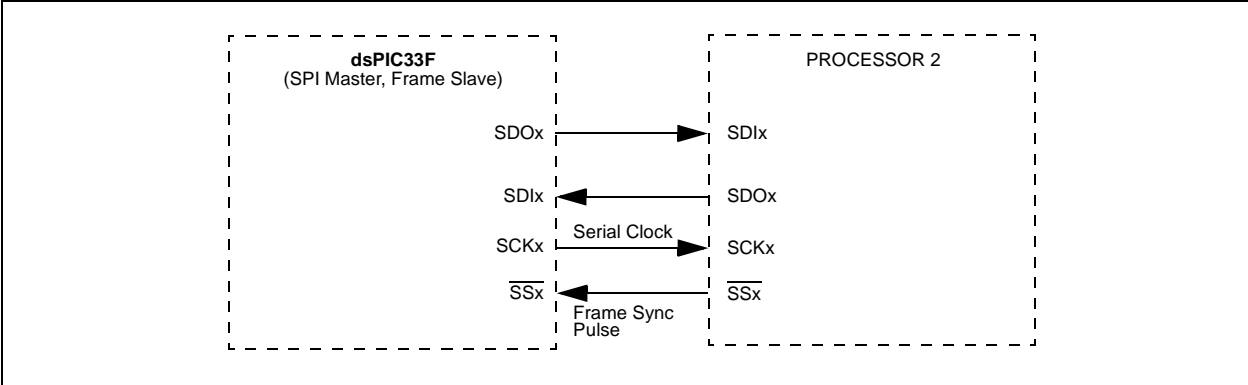 dsPIC33F
(SPI Master, Frame Slave)
PROCESSOR 2
SDOx
SDIx
SDIx
SDOx
SCKx
Serial Clock
SCKx
SSx
SSx
Frame Sync
Pulse